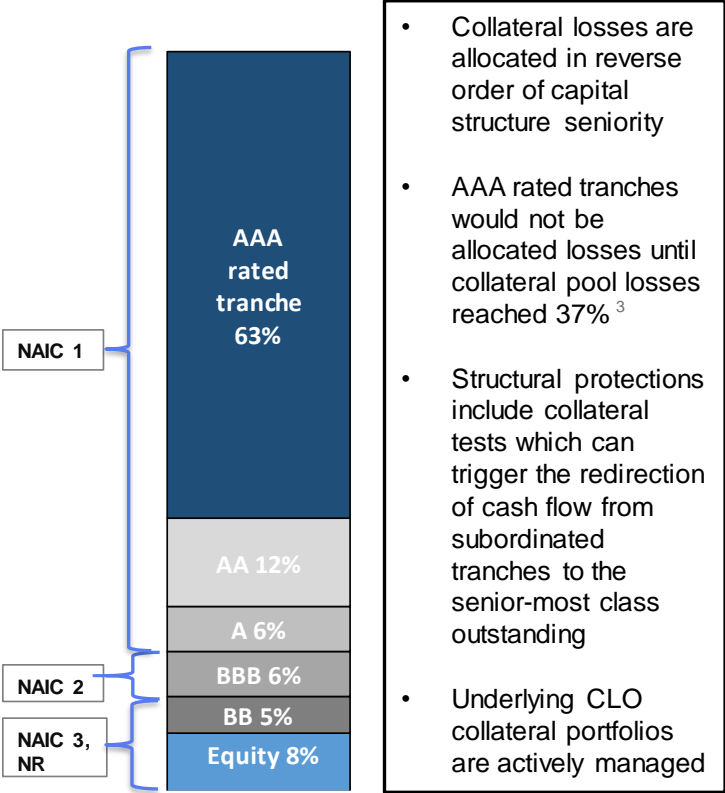 AAA
rated
tranche
63%
AA 12%
A 6%
BBB 6%
BB 5%
Equity 8%
NAIC 1
NAIC 2
NAIC 3,
NR
• Collateral losses are
allocated in reverse
order of capital
structure seniority
• AAA rated tranches
would not be
allocated losses until
collateral pool losses
reached 37% 3
• Structural protections
include collateral
tests which can
trigger the redirection
of cash flow from
subordinated
tranches to the
senior-most class
outstanding
• Underlying CLO
collateral portfolios
are actively managed